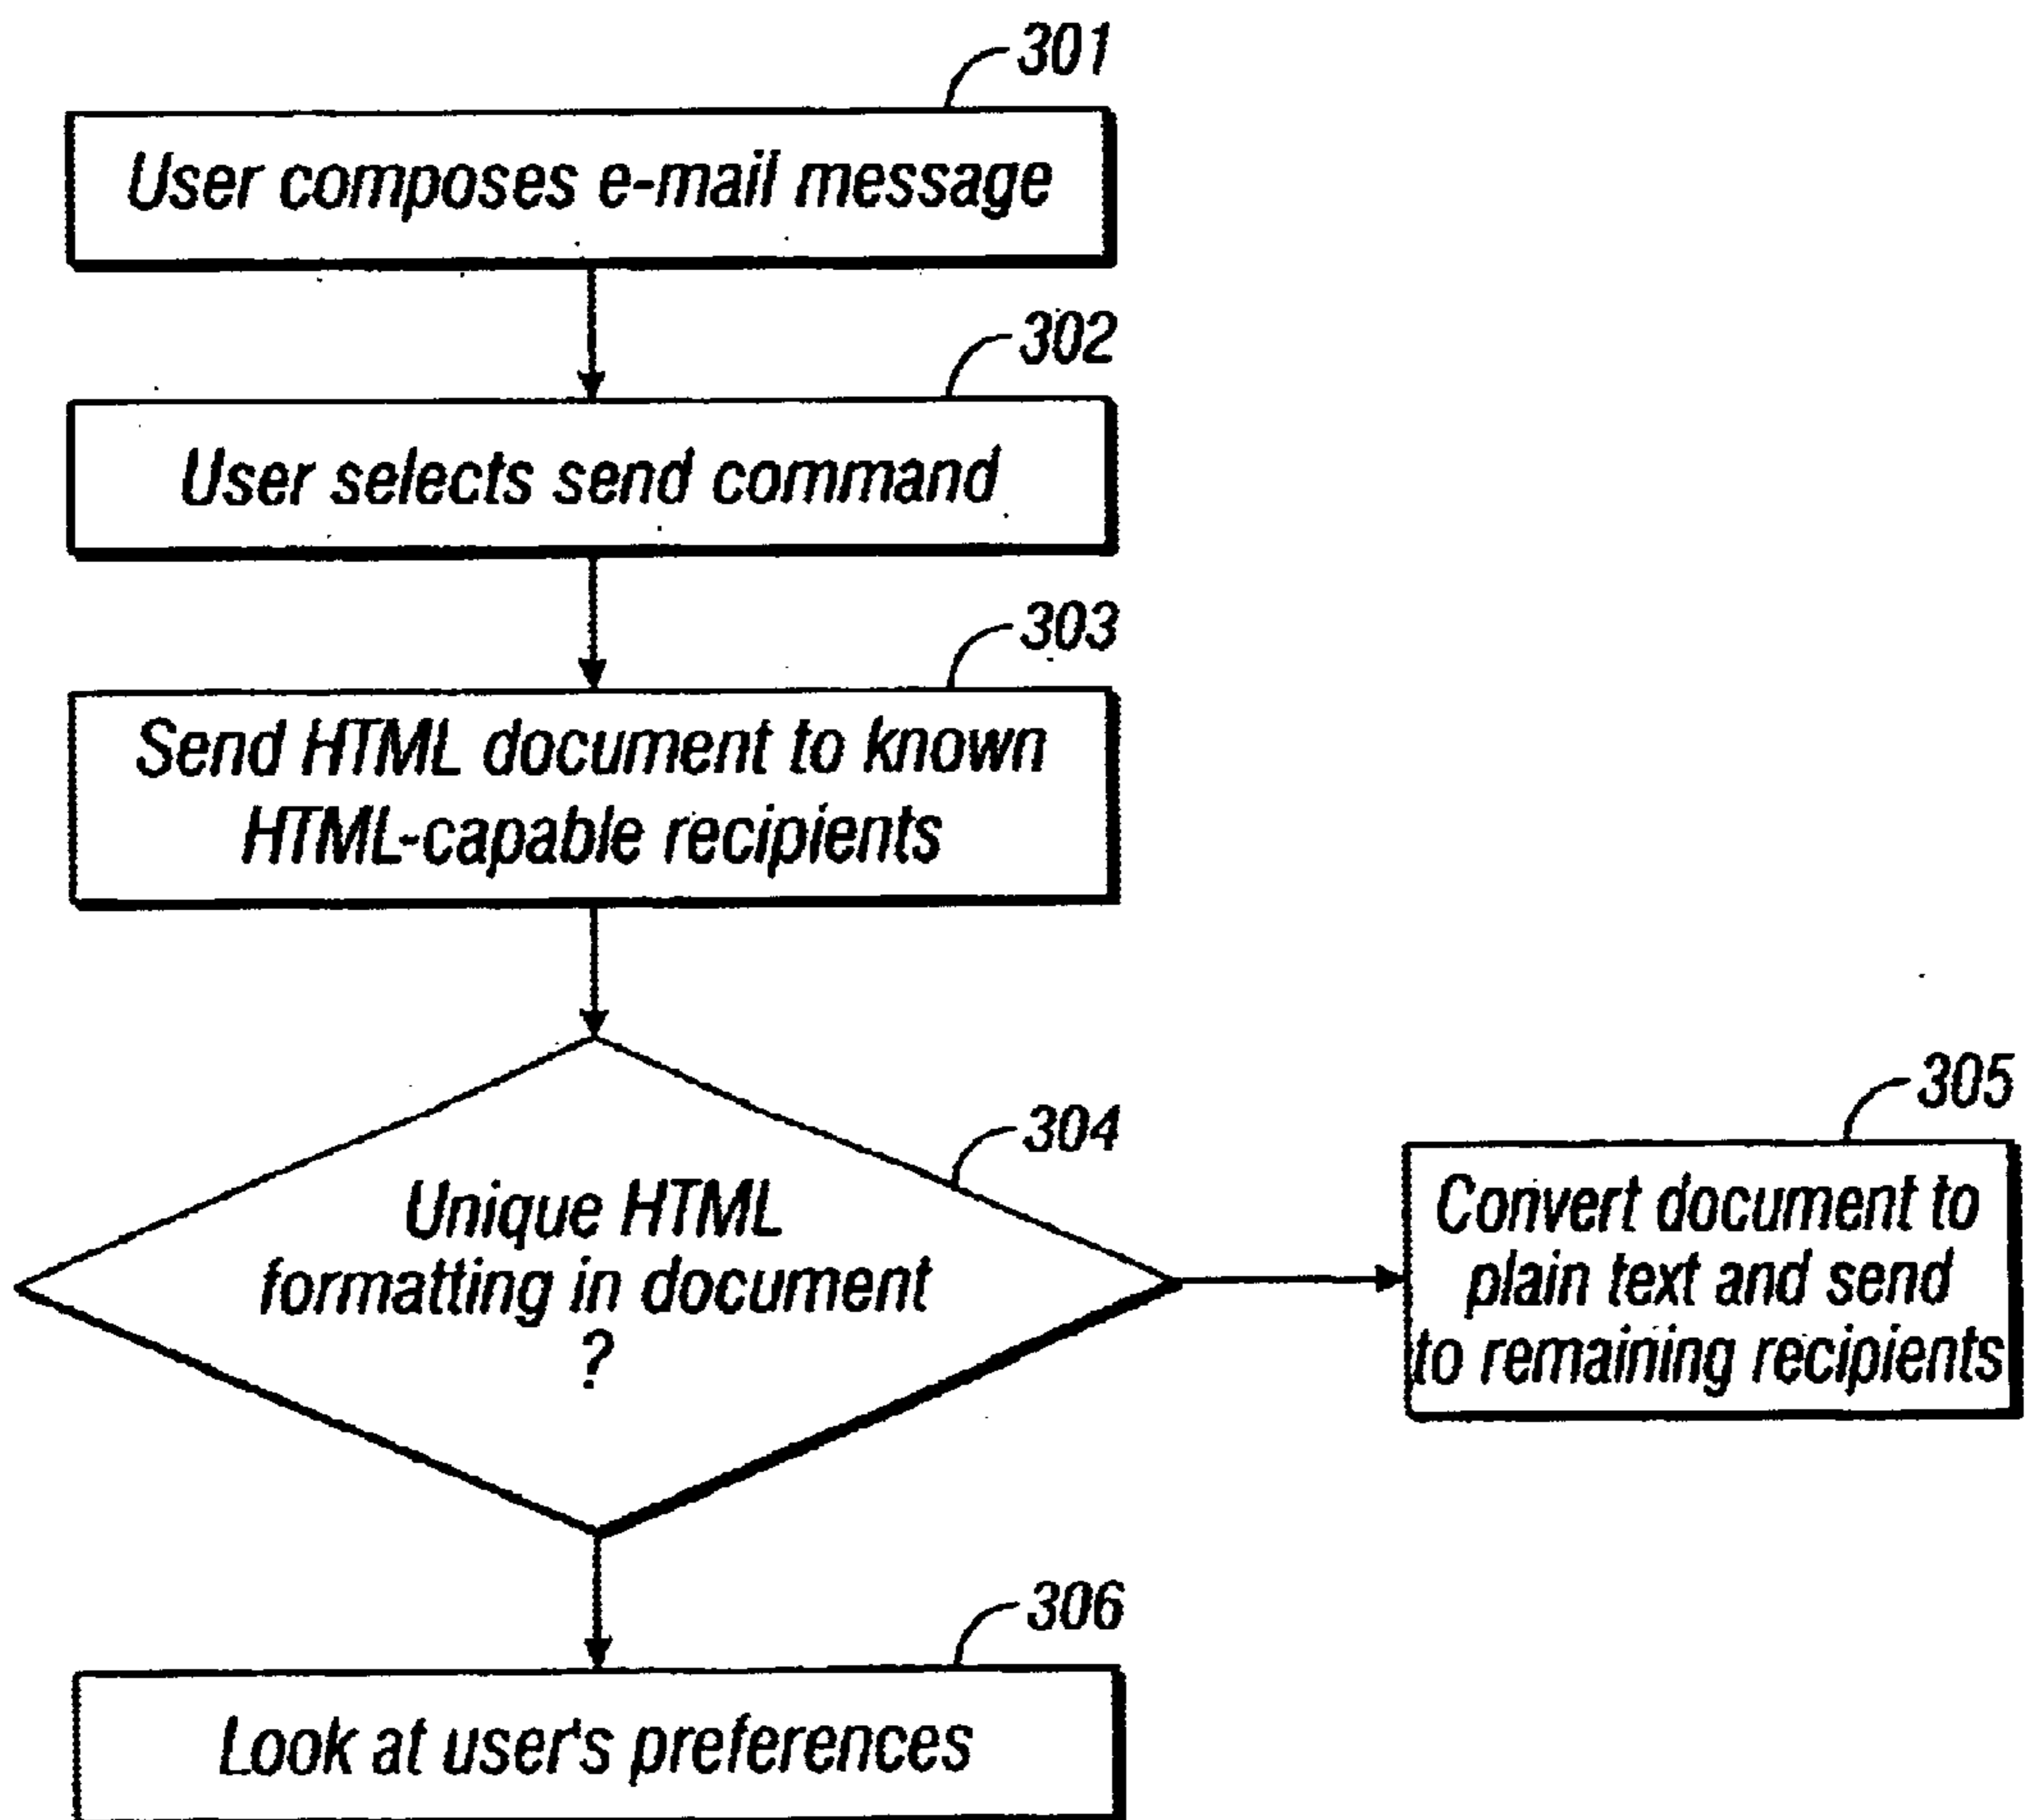 301
User composes e-mail message
302
User selects send command
303
Send HTML document to known
HTML-capable recipients
304
Unique HTML
formatting in document
?
305
Convert document to
plain text and send
to remaining recipients
306
Look at user's preferences